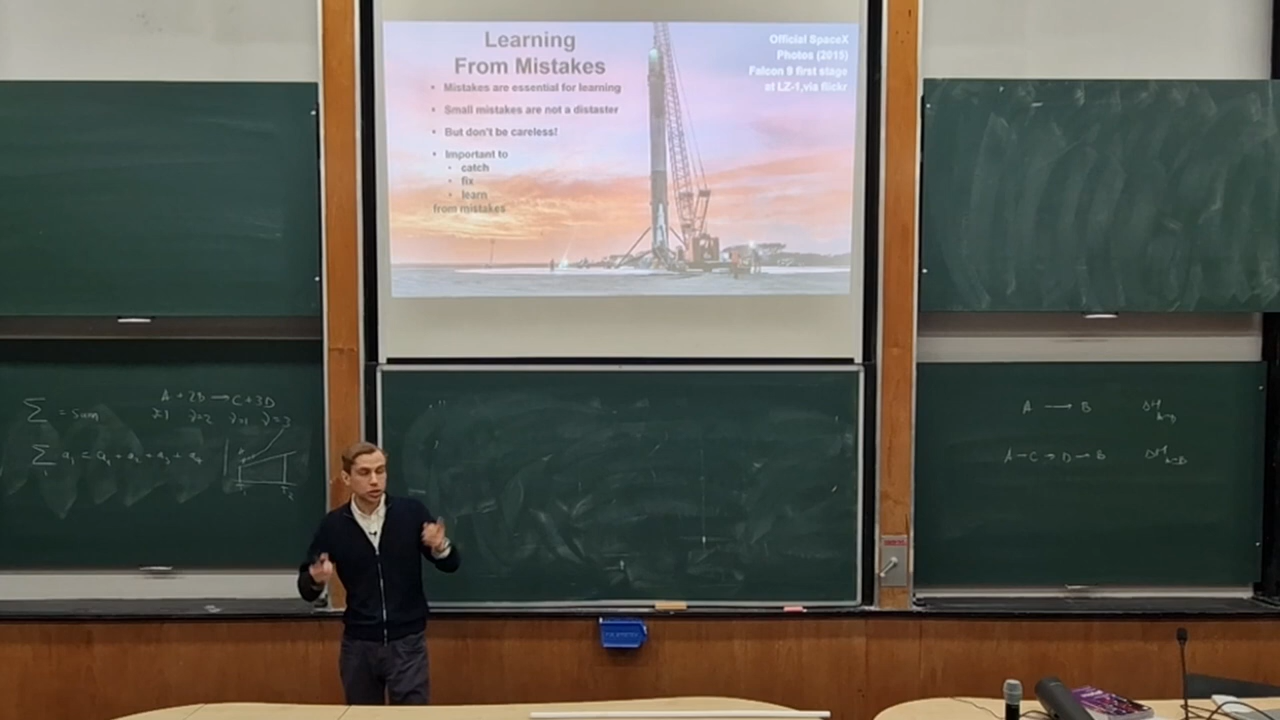 Learning
From Mistakes
• Mistakes are essential for learning
• Small mistakes are not a distaster
• But don't be careless!
• Important to
• catch
• fix
• learn
from mistakes
Official SpaceX
Photos (2015)
Falcon 9 first stage
at LZ-1,via flickr
∑ = Sum
A + 2B → C + 3D
A → B ΔH
A → C → D → B ΔH